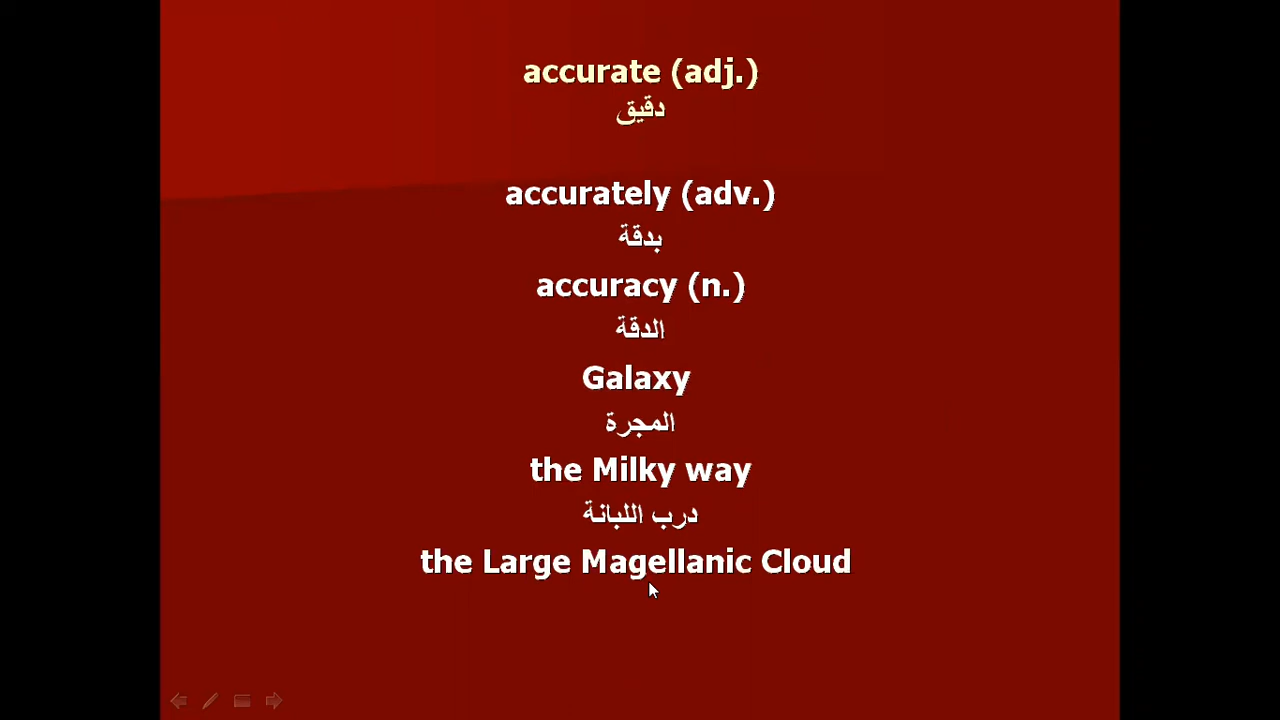 accurate (adj.)
دقيق
accurately (adv.)
بدقة
accuracy (n.)
الدقة
Galaxy
المجرة
the Milky way
درب اللبانة
the Large Magellanic Cloud